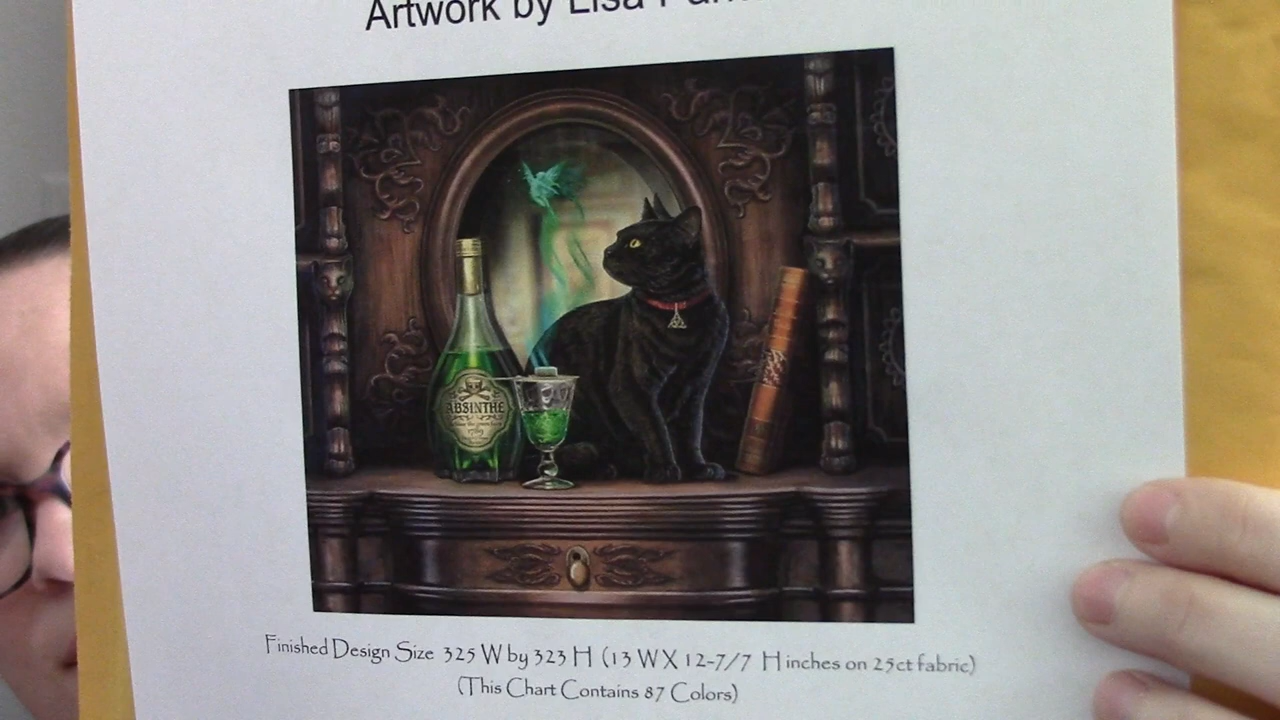 Artwork by Lisa
ABSINTHE
Finished Design Size 325 W by 323 H (13 W X 12-7/7 H inches on 25ct fabric)
(This Chart Contains 87 Colors)